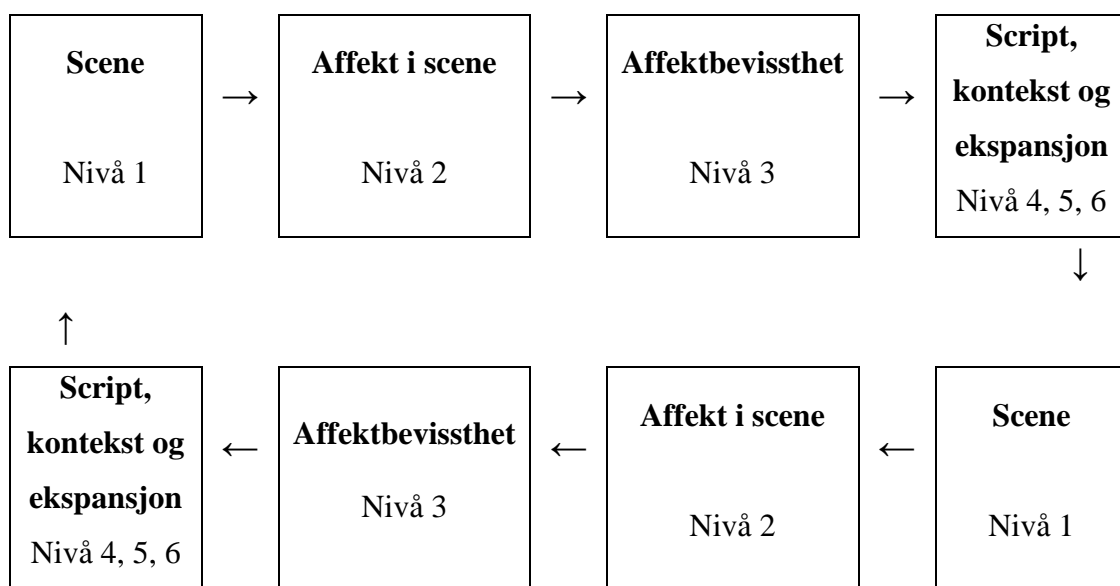 Scene
Nivå 1
→
Affekt i scene
Nivå 2
→
Affektbevissthet
Nivå 3
→
Script,
kontekst og
ekspansjon
Nivå 4, 5, 6
↓
↑
Script,
kontekst og
ekspansjon
Nivå 4, 5, 6
←
Affektbevissthet
Nivå 3
←
Affekt i scene
Nivå 2
←
Scene
Nivå 1